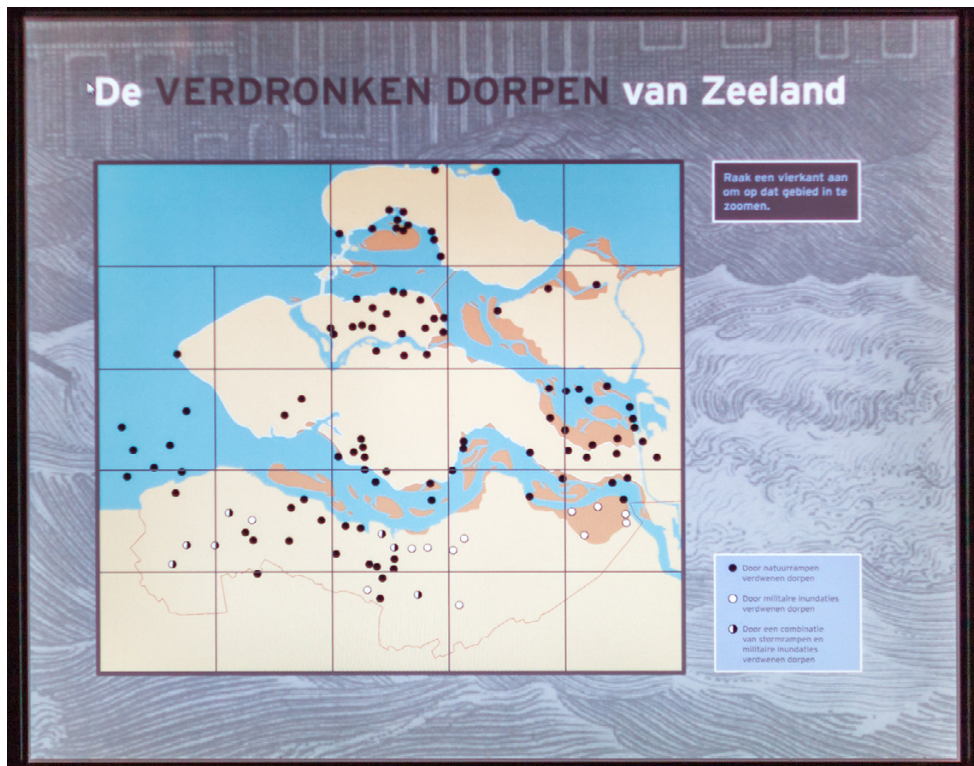 De VERDRONKEN DORPEN van Zeeland
Raak een vierkant aan
om op dat gebied in te
zoomen.
Door natuurrampen
verdwenen dorpen
Door militaire inundaties
verdwenen dorpen
Door een combinatie
van stormrampen en
militaire inundaties
verdwenen dorpen